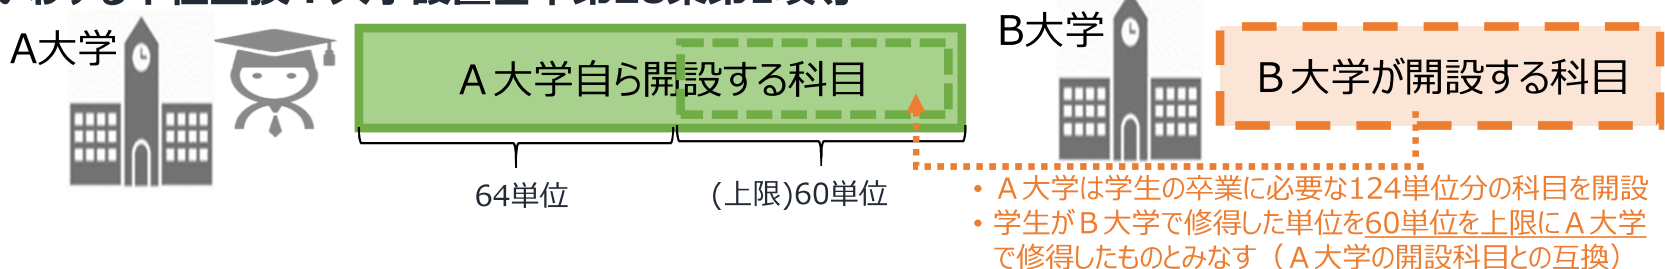 A大学
A大学自ら開設する科目
B大学
B大学が開設する科目
64単位
(上限)60単位
・A大学は学生の卒業に必要な124単位分の科目を開設
・学生がB大学で修得した単位を60単位を上限にA大学
で修得したものとみなす（A大学の開設科目との互換）